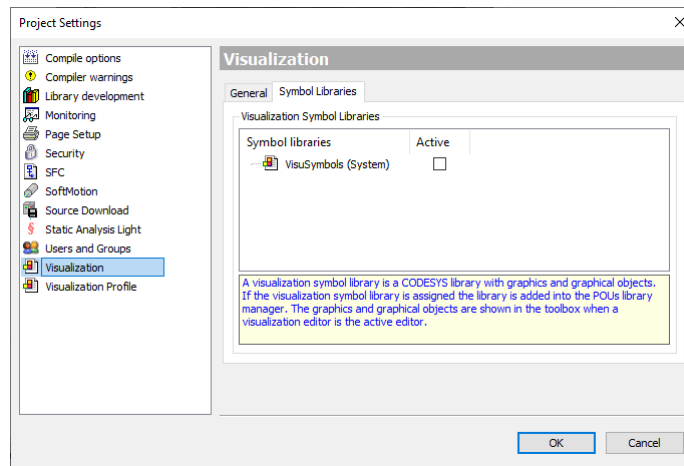 Project Settings
Compile options
Compiler warnings
Library development
Monitoring
Page Setup
Security
SFC
SoftMotion
Source Download
Static Analysis Light
Users and Groups
Visualization
Visualization Profile
Visualization
General Symbol Libraries
Visualization Symbol Libraries
Symbol libraries Active
VisuSymbols (System)
A visualization symbol library is a CODESYS library with graphics and graphical objects.
If the visualization symbol library is assigned the library is added into the POUs library
manager. The graphics and graphical objects are shown in the toolbox when a
visualization editor is the active editor.
OK Cancel